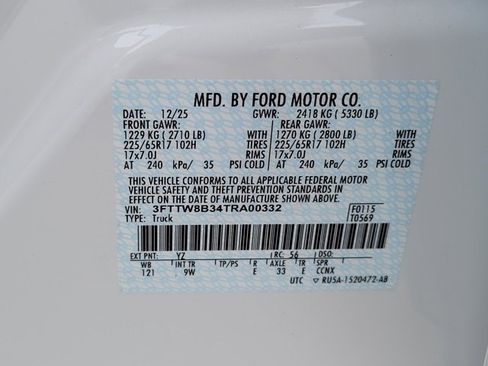 MFD. BY FORD MOTOR CO.
DATE: 12/25 GVWR: 2418 KG ( 5330 LB)
FRONT GAWR: REAR GAWR:
1229 KG ( 2710 LB) WITH 1270 KG ( 2800 LB) WITH
225/65R17 102H TIRES 225/65R17 102H TIRES
17x7.0J RIMS 17x7.0J RIMS
AT 240 kPa/ 35 PSI COLD AT 240 kPa/ 35 PSI COLD
THIS VEHICLE CONFORMS TO ALL APPLICABLE FEDERAL MOTOR
VEHICLE SAFETY AND THEFT PREVENTION STANDARDS IN
EFFECT ON THE DATE OF MANUFACTURE SHOWN ABOVE.
VIN: 3FTTW8B34TRA00332 F0115
TYPE: Truck T0569
EXT PNT: YZ RC: 56 DSO:
WB INT TR TP/PS R AXLE TR SPR
121 9W E 33 E CCNX
UTC RU5A-1520472-AB